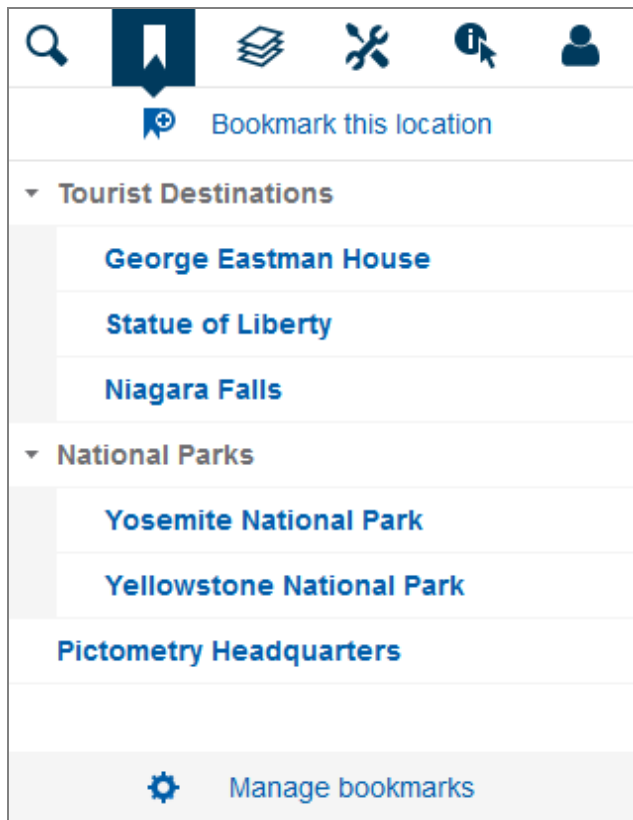 Bookmark this location
Tourist Destinations
George Eastman House
Statue of Liberty
Niagara Falls
National Parks
Yosemite National Park
Yellowstone National Park
Pictometry Headquarters
Manage bookmarks